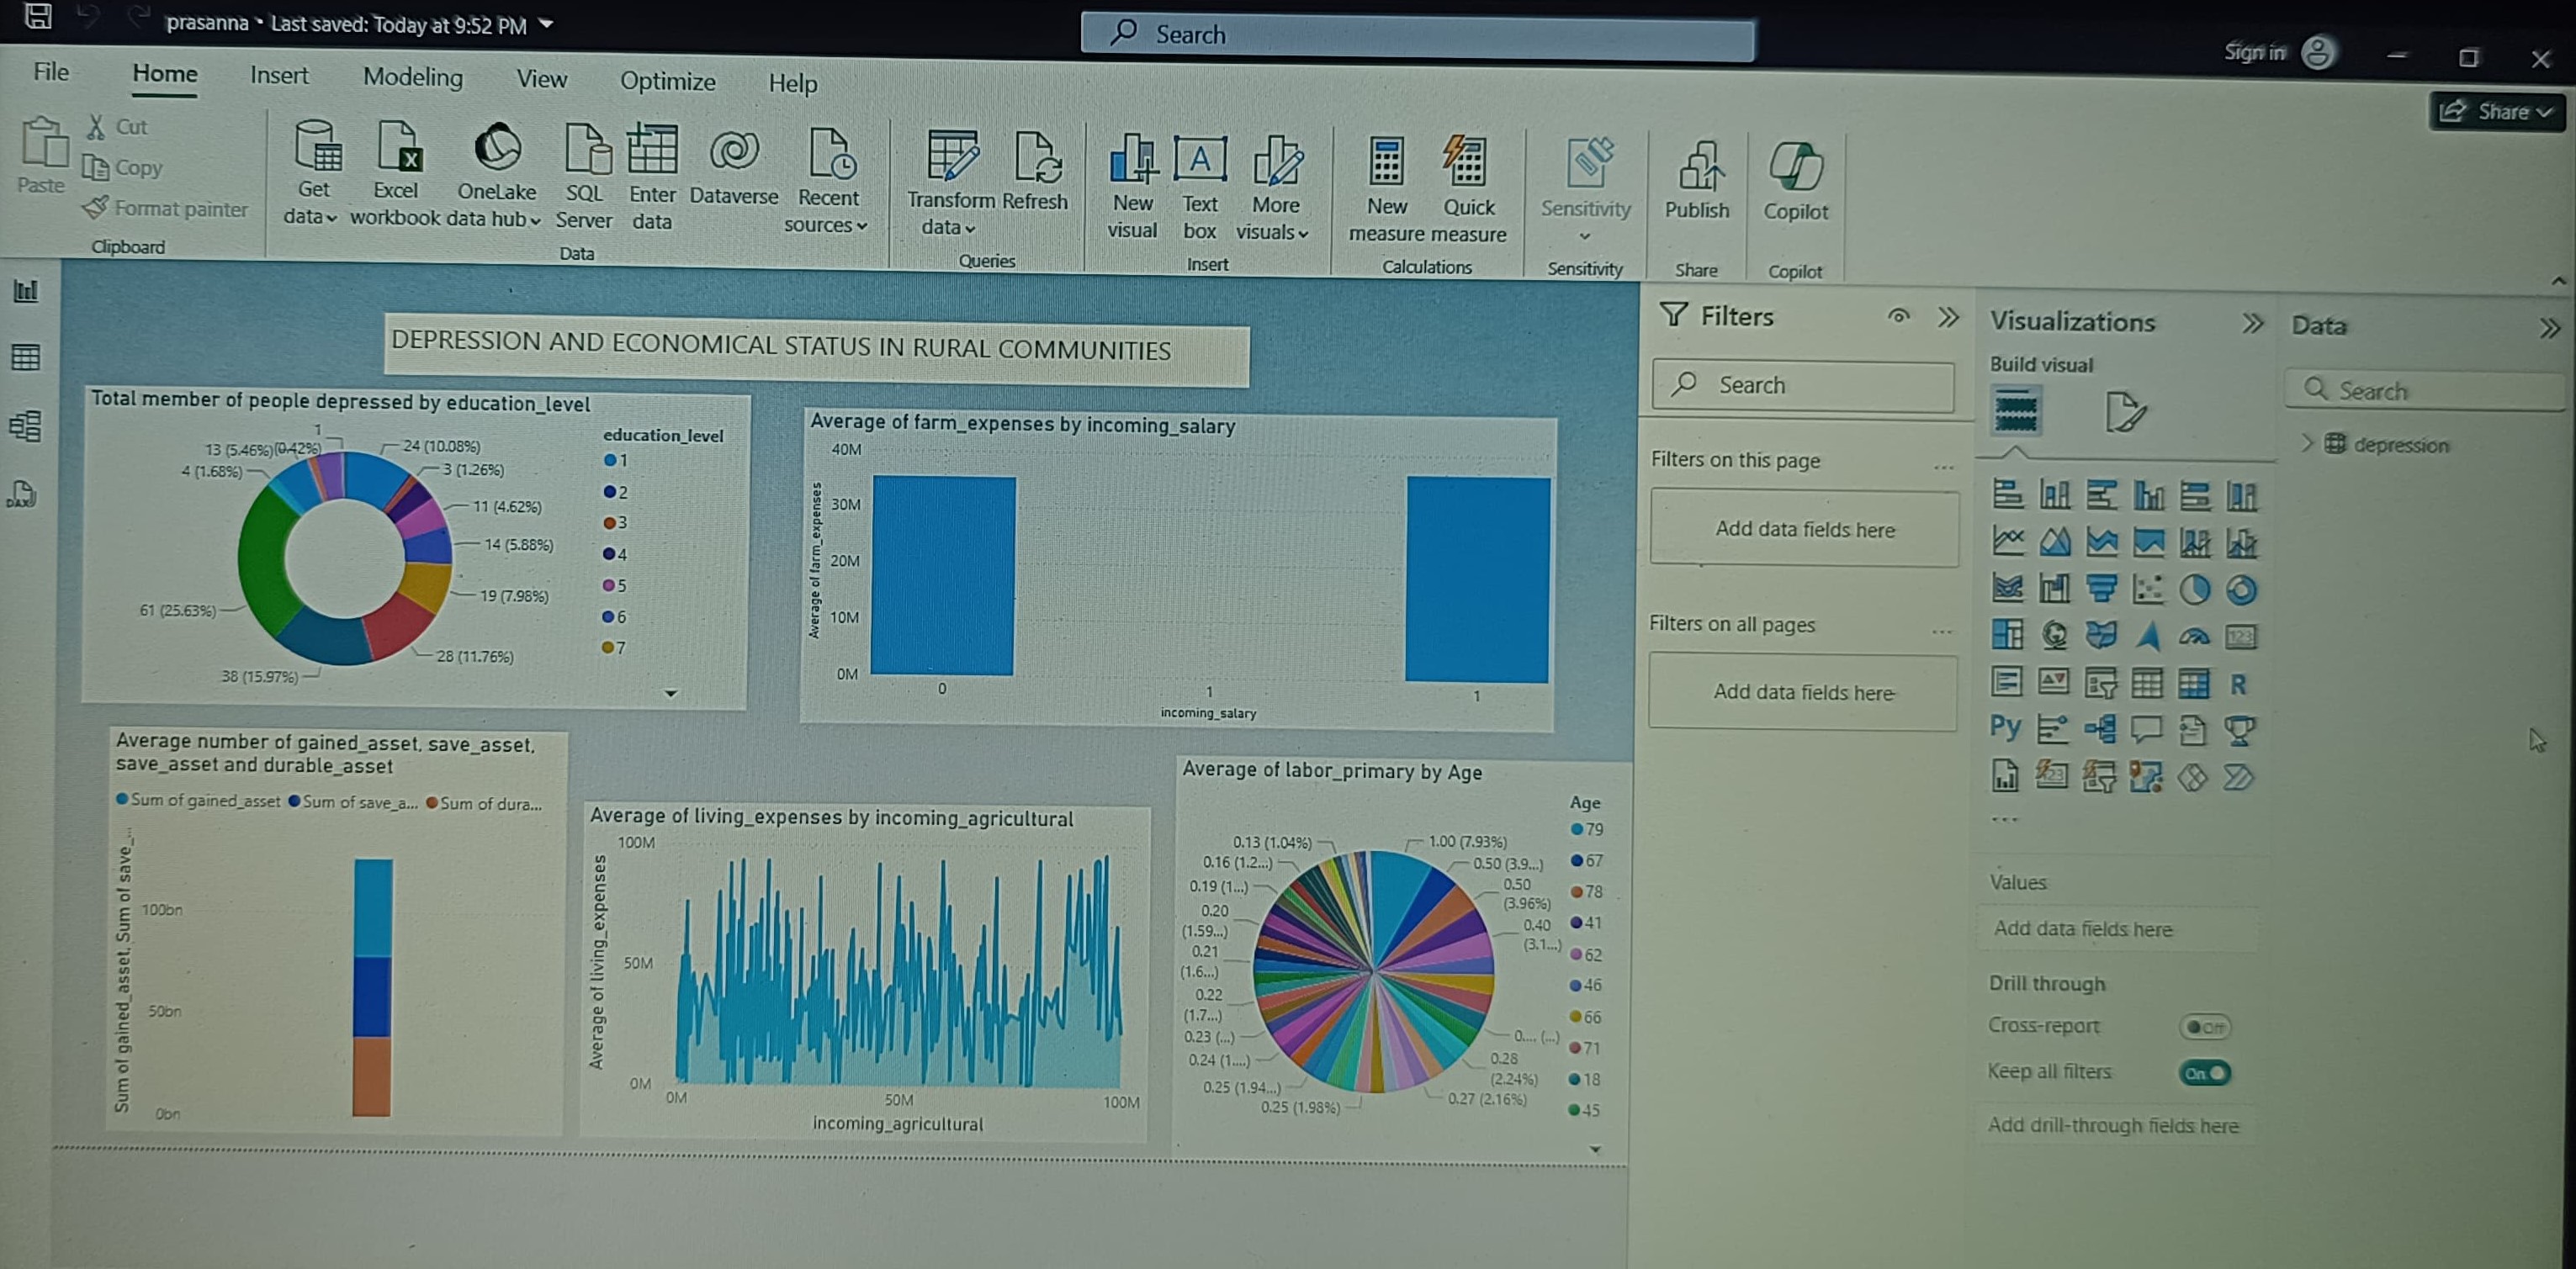 prasanna • Last saved: Today at 9:52 PM
Search
Sign in
File
Home
Insert
Modeling
View
Optimize
Help
Share
Paste
Cut
Copy
Format painter
Clipboard
Get data
Excel workbook
OneLake data hub
SQL Server
Enter data
Dataverse
Recent sources
Data
Transform data
Refresh
Queries
New visual
Text box
More visuals
Insert
New measure
Quick measure
Calculations
Sensitivity
Sensitivity
Publish
Share
Copilot
Copilot
DAX
DEPRESSION AND ECONOMICAL STATUS IN RURAL COMMUNITIES
Total member of people depressed by education_level
1
(0.42%)
13 (5.46%)
4 (1.68%)
61 (25.63%)
38 (15.97%)
24 (10.08%)
3 (1.26%)
11 (4.62%)
14 (5.88%)
19 (7.98%)
28 (11.76%)
education_level
1
2
3
4
5
6
7
Average of farm_expenses by incoming_salary
Average of farm_expenses
40M
30M
20M
10M
0M
0
1
1
incoming_salary
Average number of gained_asset, save_asset,
save_asset and durable_asset
Sum of gained_asset Sum of save_a... Sum of dura...
Sum of gained_asset, Sum of save_...
100bn
50bn
0bn
Average of living_expenses by incoming_agricultural
Average of living_expenses
100M
50M
0M
0M
50M
100M
incoming_agricultural
Average of labor_primary by Age
0.13 (1.04%)
0.16 (1.2...)
0.19 (1...)
0.20
(1.59...)
0.21
(1.6...)
0.22
(1.7...)
0.23 (...)
0.24 (1....)
0.25 (1.94...)
0.25 (1.98%)
1.00 (7.93%)
0.50 (3.9...)
0.50
(3.96%)
0.40
(3.1...)
0.... (...)
0.28
(2.24%)
0.27 (2.16%)
Age
79
67
78
41
62
46
66
71
18
45
Filters
Search
Filters on this page
...
Add data fields here
Filters on all pages
...
Add data fields here
Visualizations
Build visual
123
R
Py
123
...
Values
Add data fields here
Drill through
Cross-report
Off
Keep all filters
On
Add drill-through fields here
Data
Search
depression